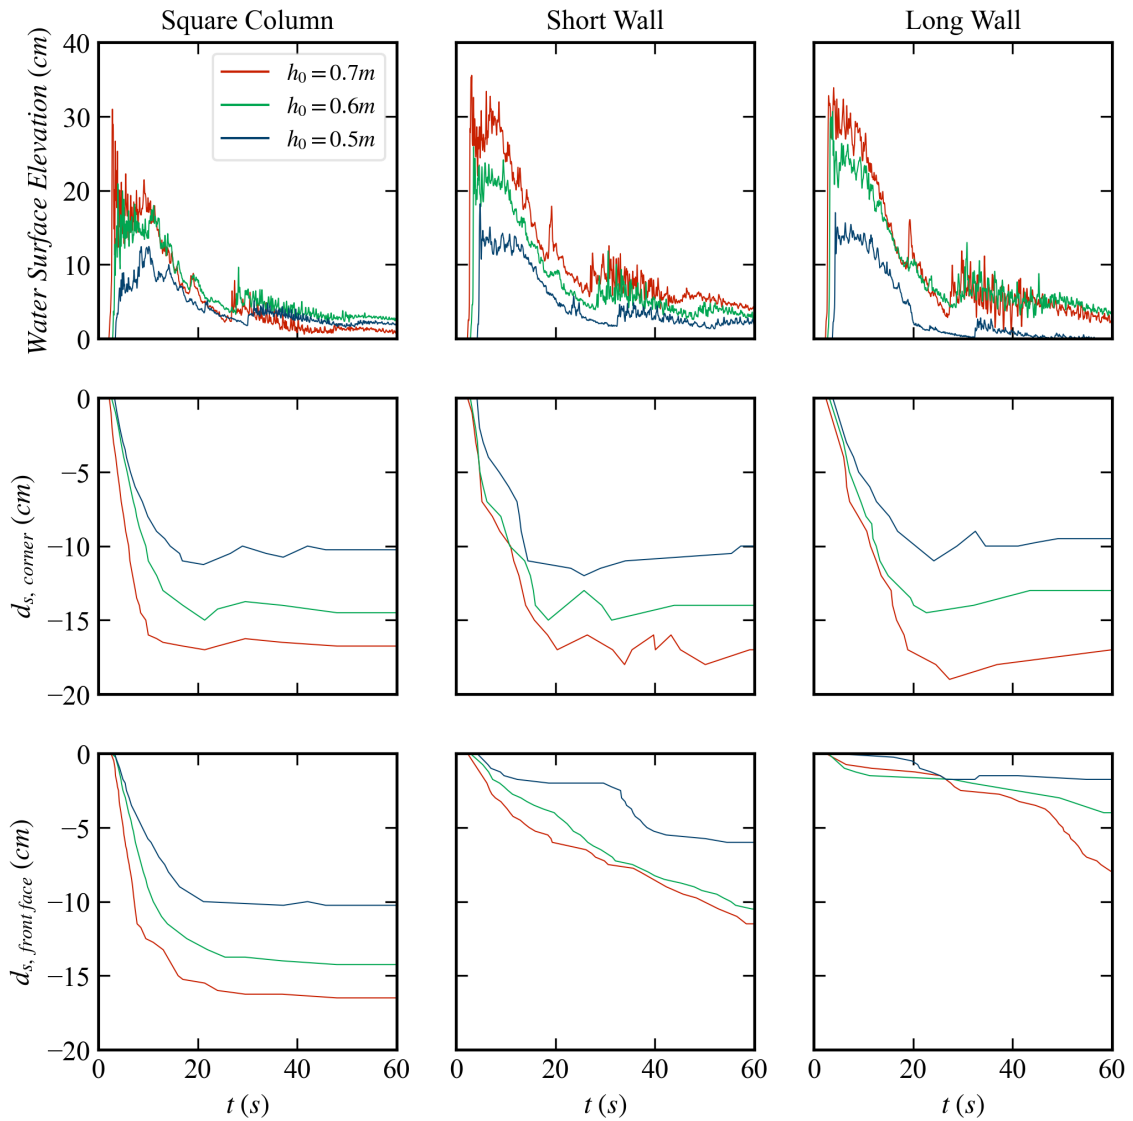 Square Column
Short Wall
Long Wall
Water Surface Elevation (cm)
40
30
20
10
0
h₀ = 0.7m
h₀ = 0.6m
h₀ = 0.5m
d_{s, corner} (cm)
0
−5
−10
−15
−20
d_{s, front face} (cm)
0
−5
−10
−15
−20
0 20 40 60
0 20 40 60
0 20 40 60
t (s)
t (s)
t (s)